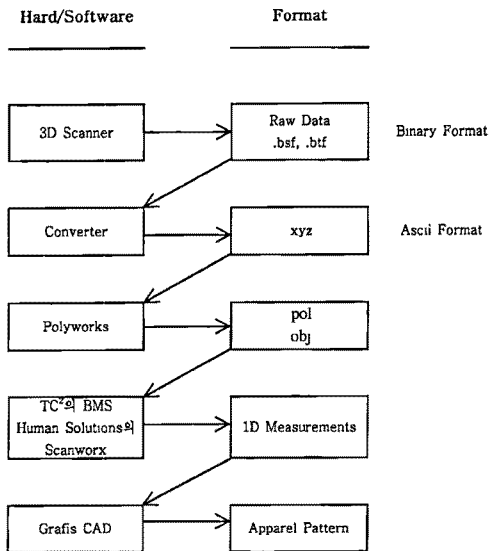 Hard/Software Format
3D Scanner
Raw Data
.bsf, .btf
Binary Format
Converter
xyz
Ascii Format
Polyworks
pol
obj
TC²의 BMS
Human Solutions의
Scanworx
1D Measurements
Grafis CAD
Apparel Pattern